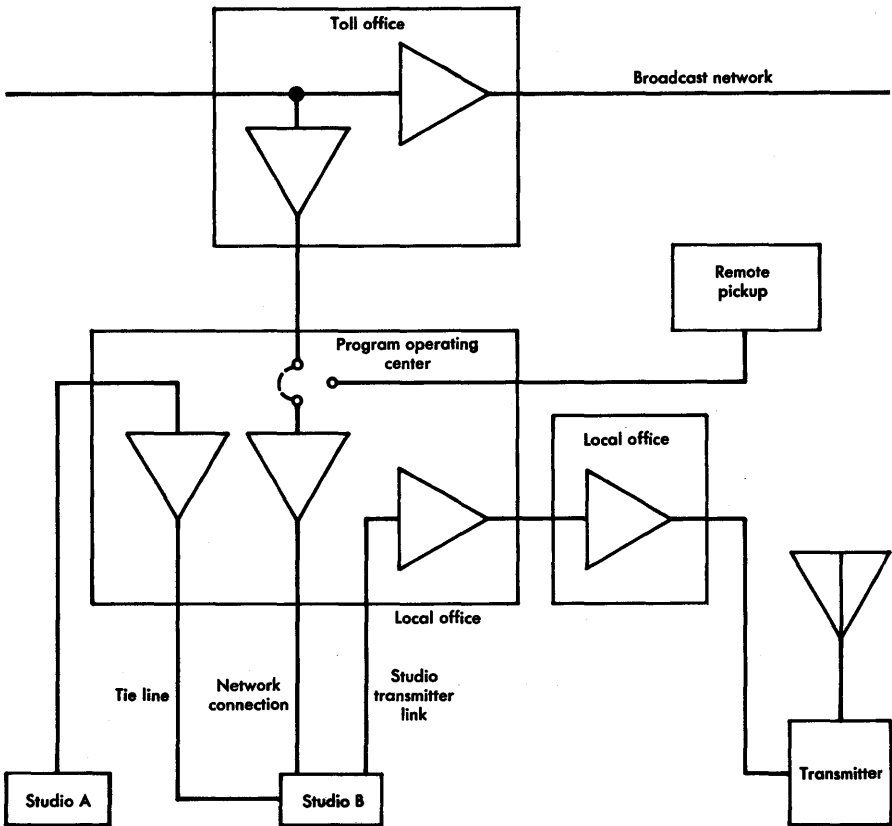 Toll office
Broadcast network
Remote
pickup
Program operating
center
Local office
Local office
Tie line
Network
connection
Studio
transmitter
link
Studio A
Studio B
Transmitter